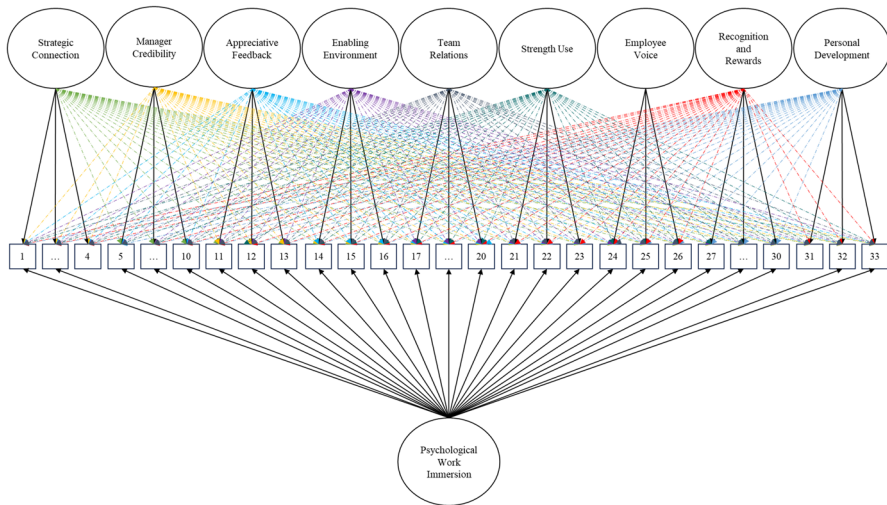 Strategic
Connection
Manager
Credibility
Appreciative
Feedback
Enabling
Environment
Team
Relations
Strength Use
Employee
Voice
Recognition
and
Rewards
Personal
Development
1 ... 4 5 ... 10 11 12 13 14 15 16 17 ... 20 21 22 23 24 25 26 27 ... 30 31 32 33
Psychological
Work
Immersion